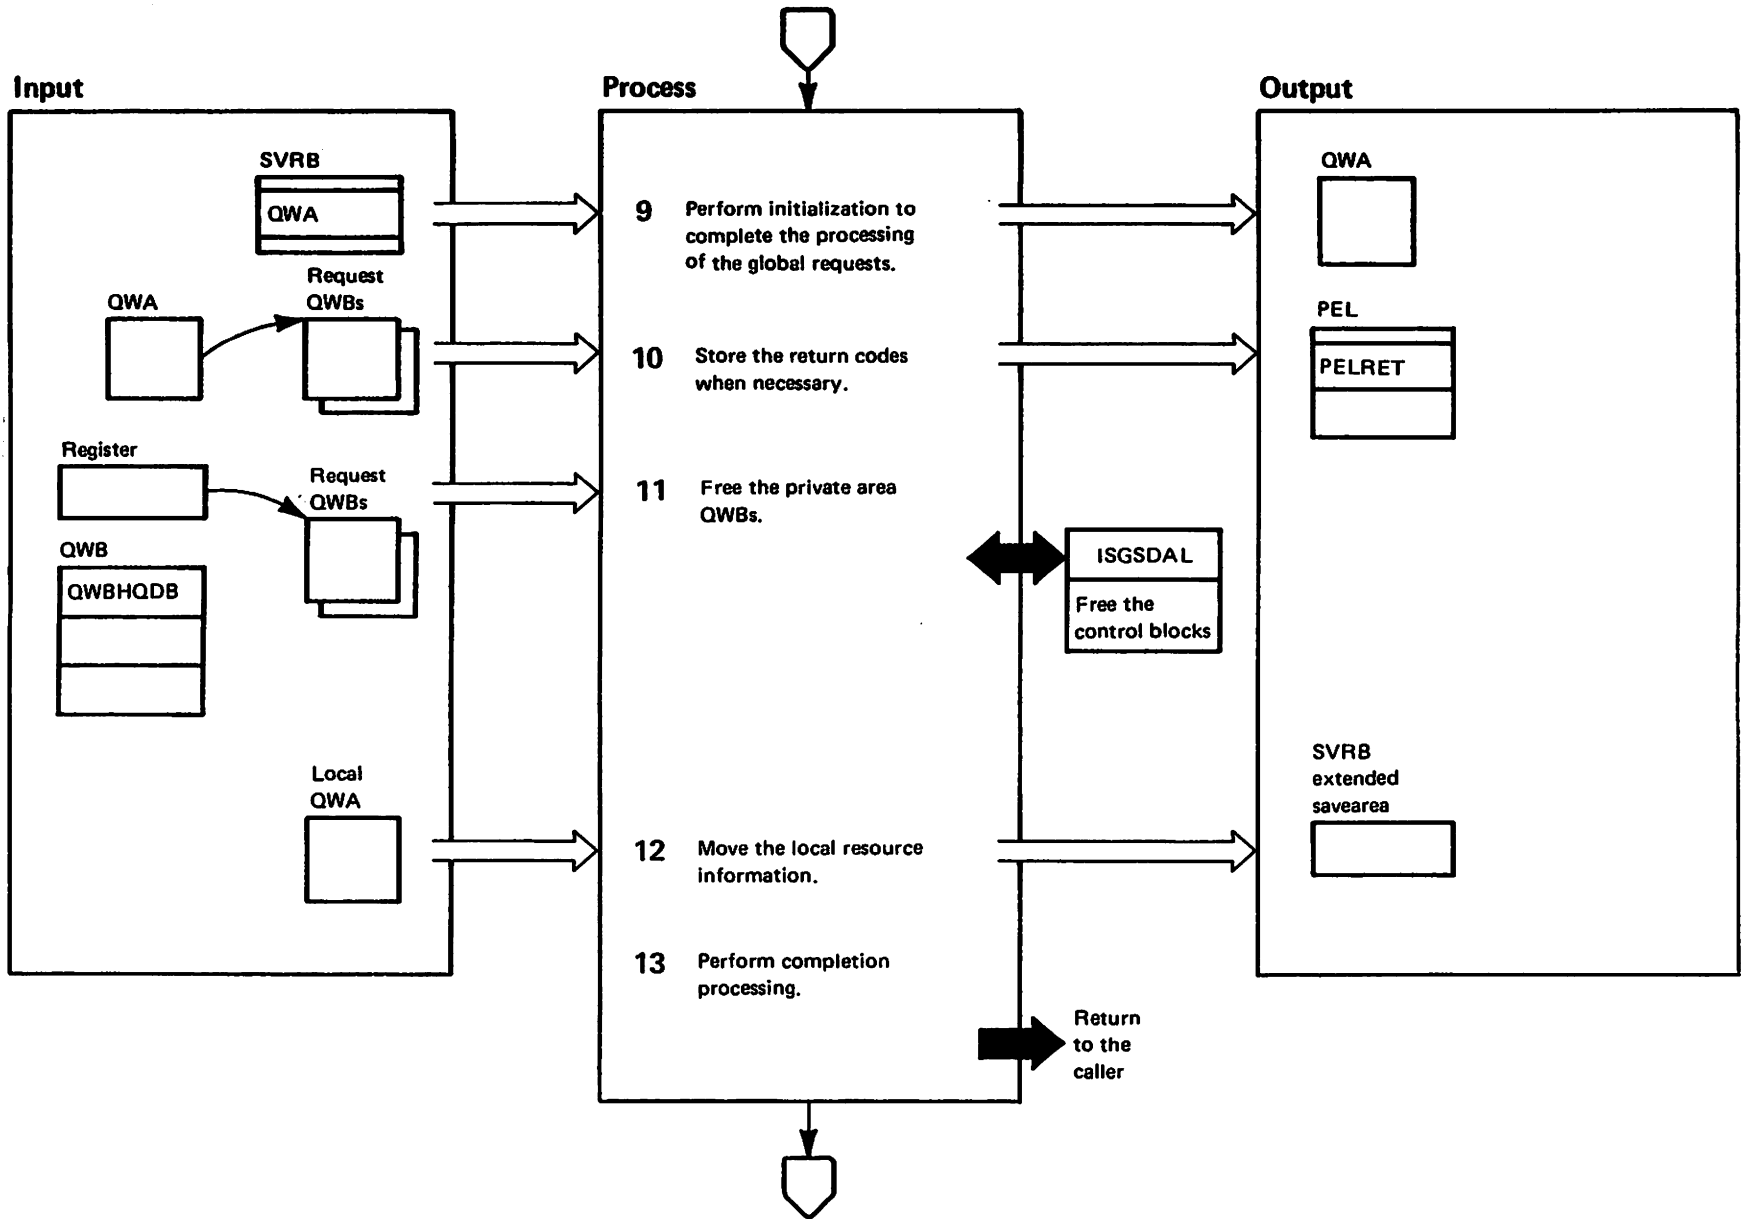 Input
SVRB
QWA
QWA
Request
QWBs
Register
Request
QWBs
QWB
QWBHQDB
Local
QWA
Process
9 Perform initialization to
complete the processing
of the global requests.
10 Store the return codes
when necessary.
11 Free the private area
QWBs.
ISGSDAL
Free the
control blocks
12 Move the local resource
information.
13 Perform completion
processing.
Return
to the
caller
Output
QWA
PEL
PELRET
SVRB
extended
savearea